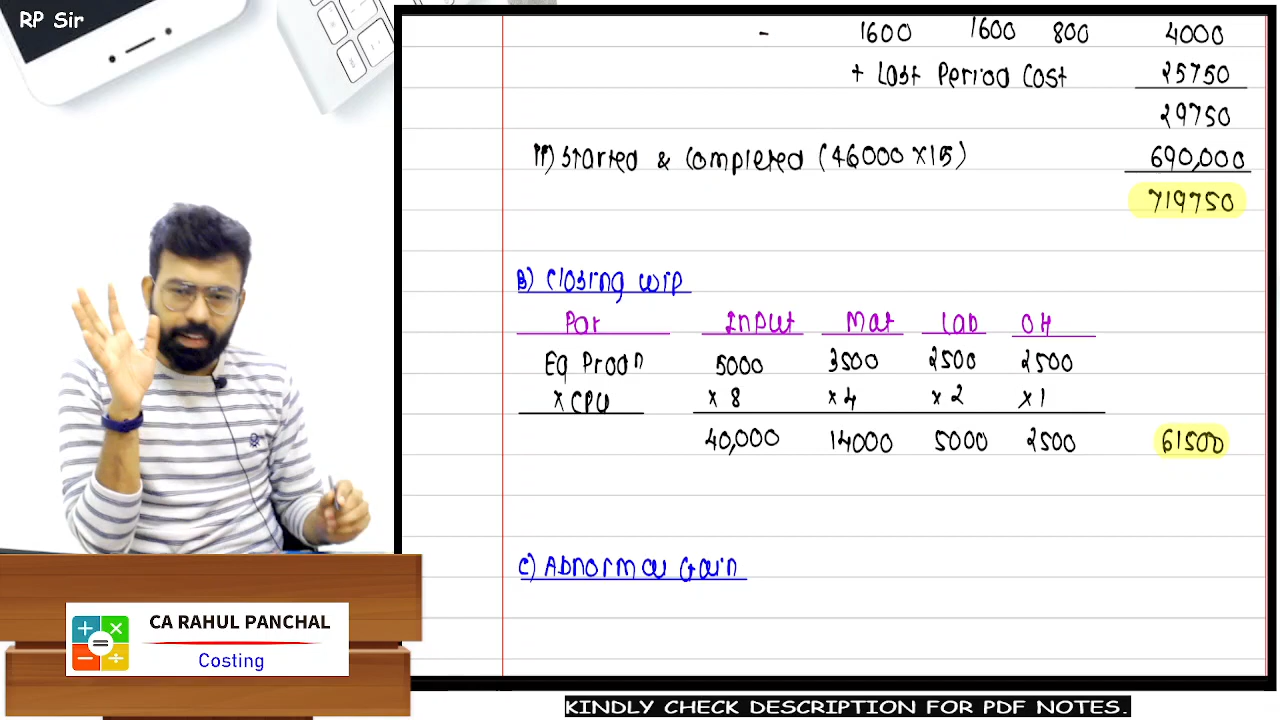 RP Sir
- 1600 1600 800 4000
+ Last Period Cost 25750
29750
ii) Started & Completed (46000 × 15) 690,000
719750
B) Closing WIP
Par Input Mat Lab OH
Eq Prodn 5000 3500 2500 2500
× CPU × 8 × 4 × 2 × 1
40,000 14000 5000 2500 61500
C) Abnormal Gain
CA RAHUL PANCHAL
Costing
KINDLY CHECK DESCRIPTION FOR PDF NOTES.